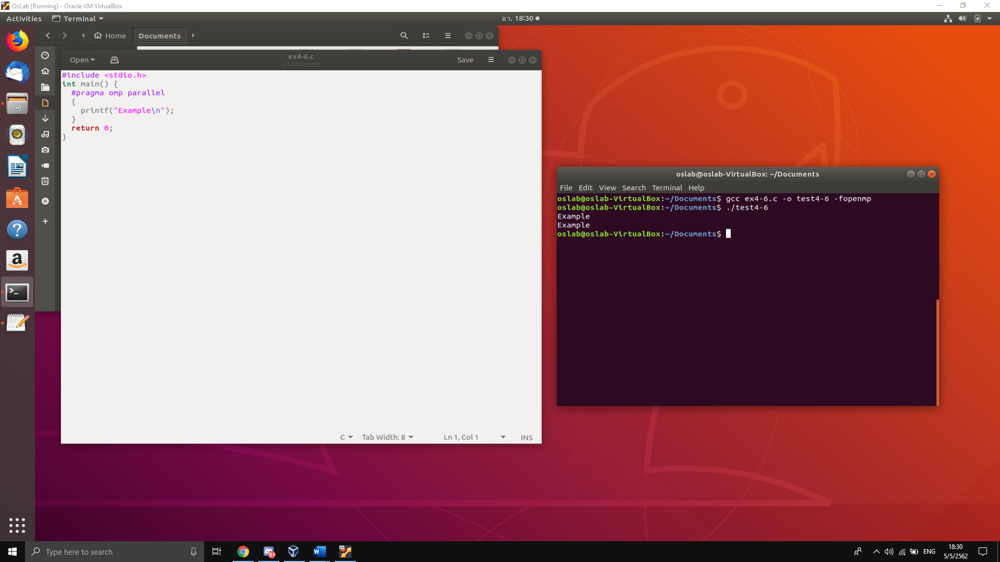 OsLab [Running] - Oracle VM VirtualBox
Activities Terminal
อา. 18:30
Home Documents
Open
ex4-6.c
~/Documents
Save
#include <stdio.h>
int main() {
  #pragma omp parallel
  {
    printf("Example\n");
  }
  return 0;
}
C Tab Width: 8 Ln 1, Col 1 INS
oslab@oslab-VirtualBox: ~/Documents
File Edit View Search Terminal Help
oslab@oslab-VirtualBox:~/Documents$ gcc ex4-6.c -o test4-6 -fopenmp
oslab@oslab-VirtualBox:~/Documents$ ./test4-6
Example
Example
oslab@oslab-VirtualBox:~/Documents$
Type here to search
9+
64
ENG
18:30
5/5/2562